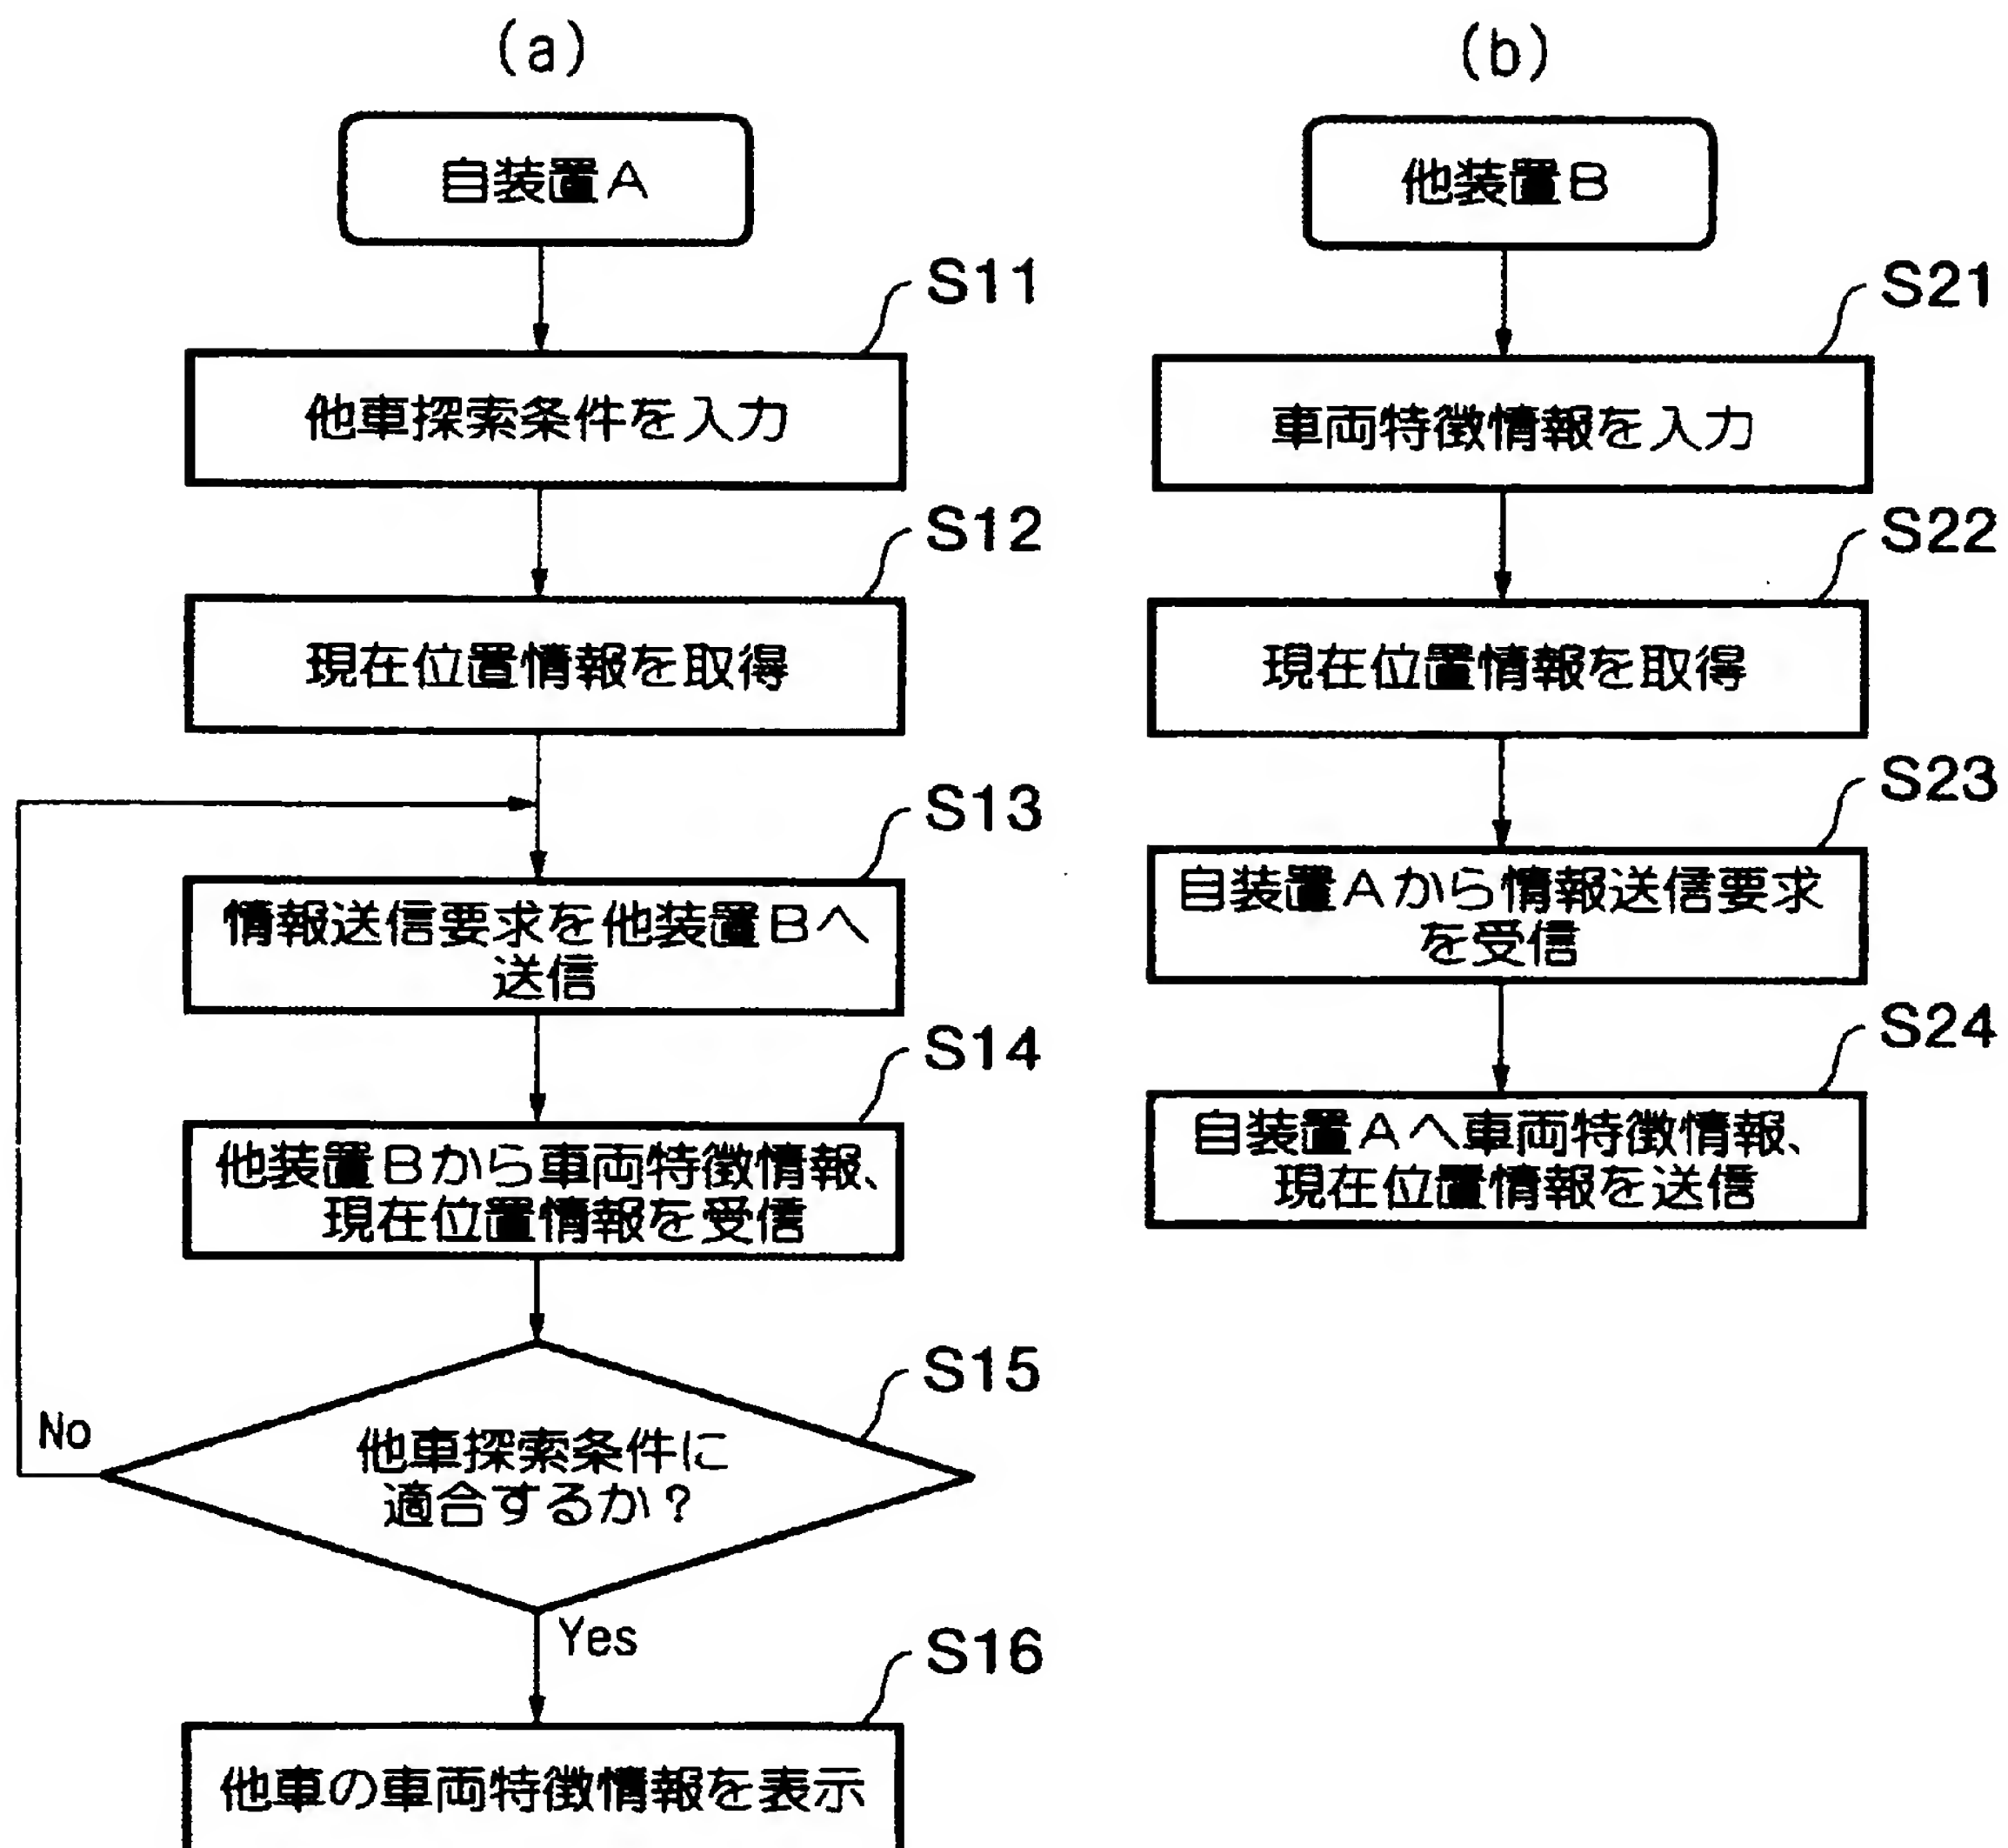 (a)
自装置A
S11
他車探索条件を入力
S12
現在位置情報を取得
S13
情報送信要求を他装置Bへ
送信
S14
他装置Bから車両特徴情報、
現在位置情報を受信
S15
他車探索条件に
適合するか？
No
Yes
S16
他車の車両特徴情報を表示
(b)
他装置B
S21
車両特徴情報を入力
S22
現在位置情報を取得
S23
自装置Aから情報送信要求
を受信
S24
自装置Aへ車両特徴情報、
現在位置情報を送信